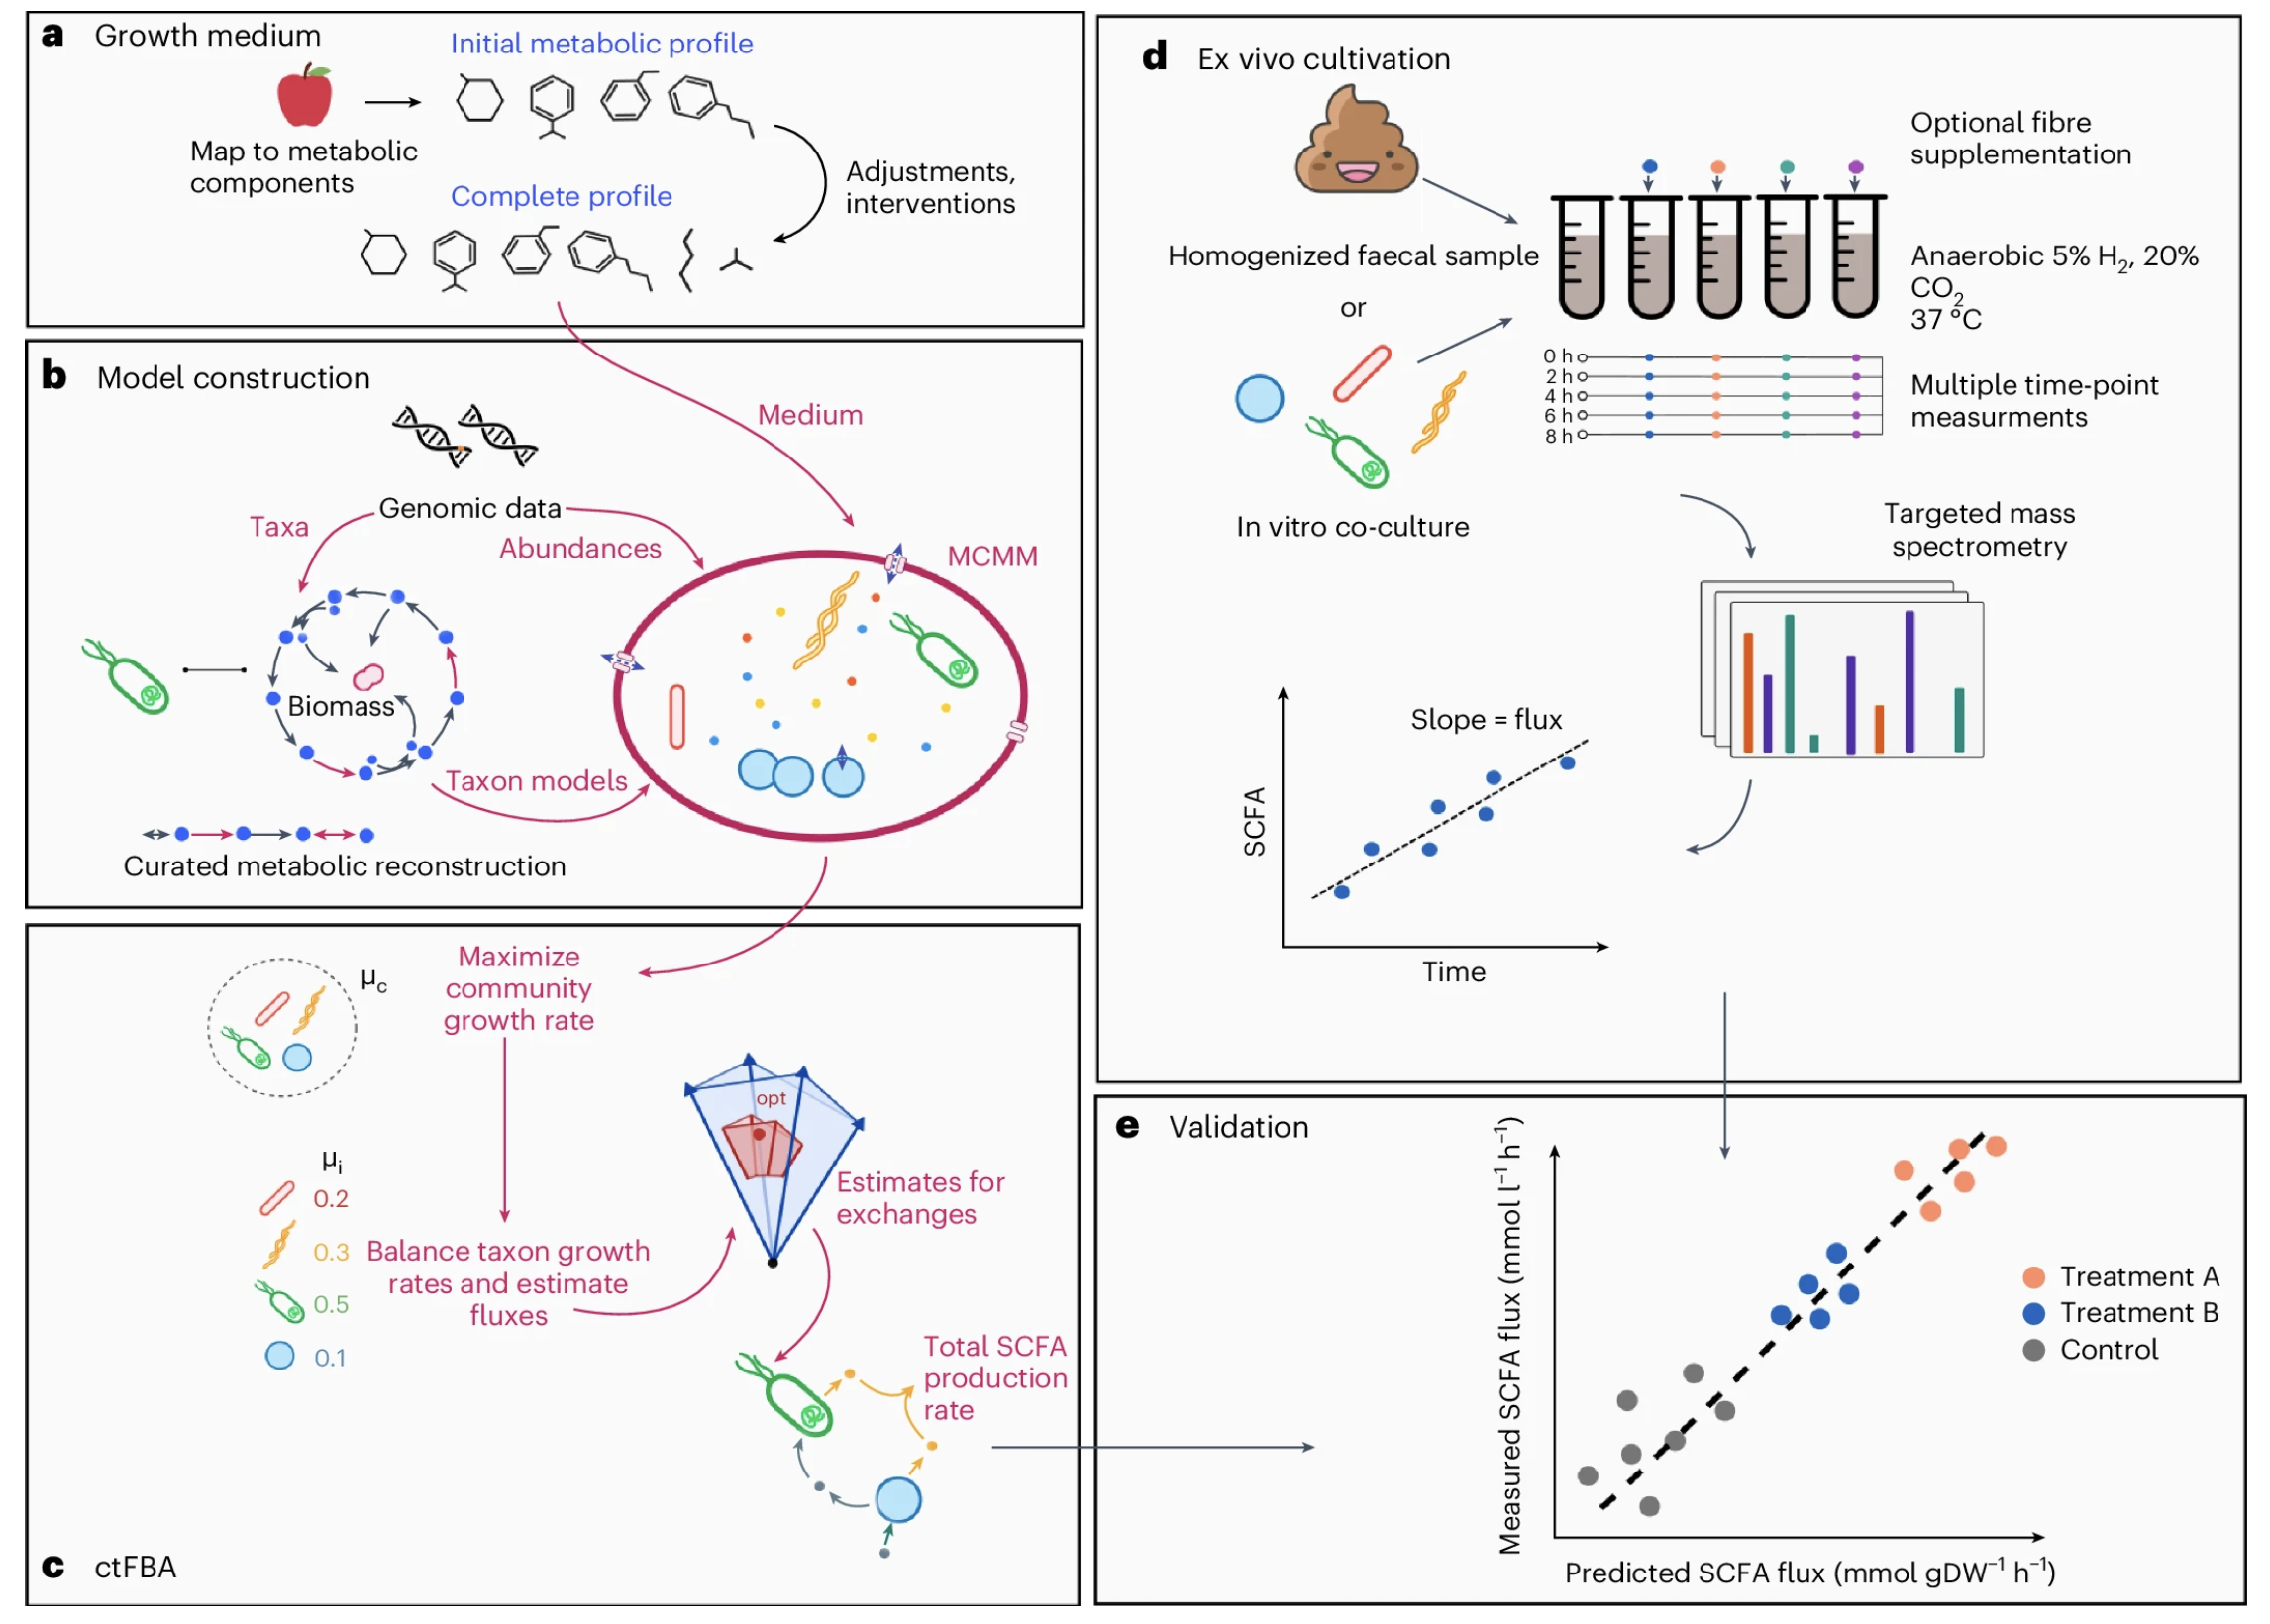 a Growth medium
Initial metabolic profile
Map to metabolic
components
Adjustments,
interventions
Complete profile
b Model construction
Medium
Genomic data
Taxa
Abundances
MCMM
Biomass
Taxon models
Curated metabolic reconstruction
Maximize
community
growth rate
μc
opt
μi
0.2
0.3
0.5
0.1
Balance taxon growth
rates and estimate
fluxes
Estimates for
exchanges
Total SCFA
production
rate
c ctFBA
d Ex vivo cultivation
Optional fibre
supplementation
Homogenized faecal sample
or
In vitro co-culture
Anaerobic 5% H2, 20%
CO2
37 °C
0 h
2 h
4 h
6 h
8 h
Multiple time-point
measurments
Targeted mass
spectrometry
Slope = flux
SCFA
Time
e Validation
Measured SCFA flux (mmol l−1 h−1)
Treatment A
Treatment B
Control
Predicted SCFA flux (mmol gDW−1 h−1)